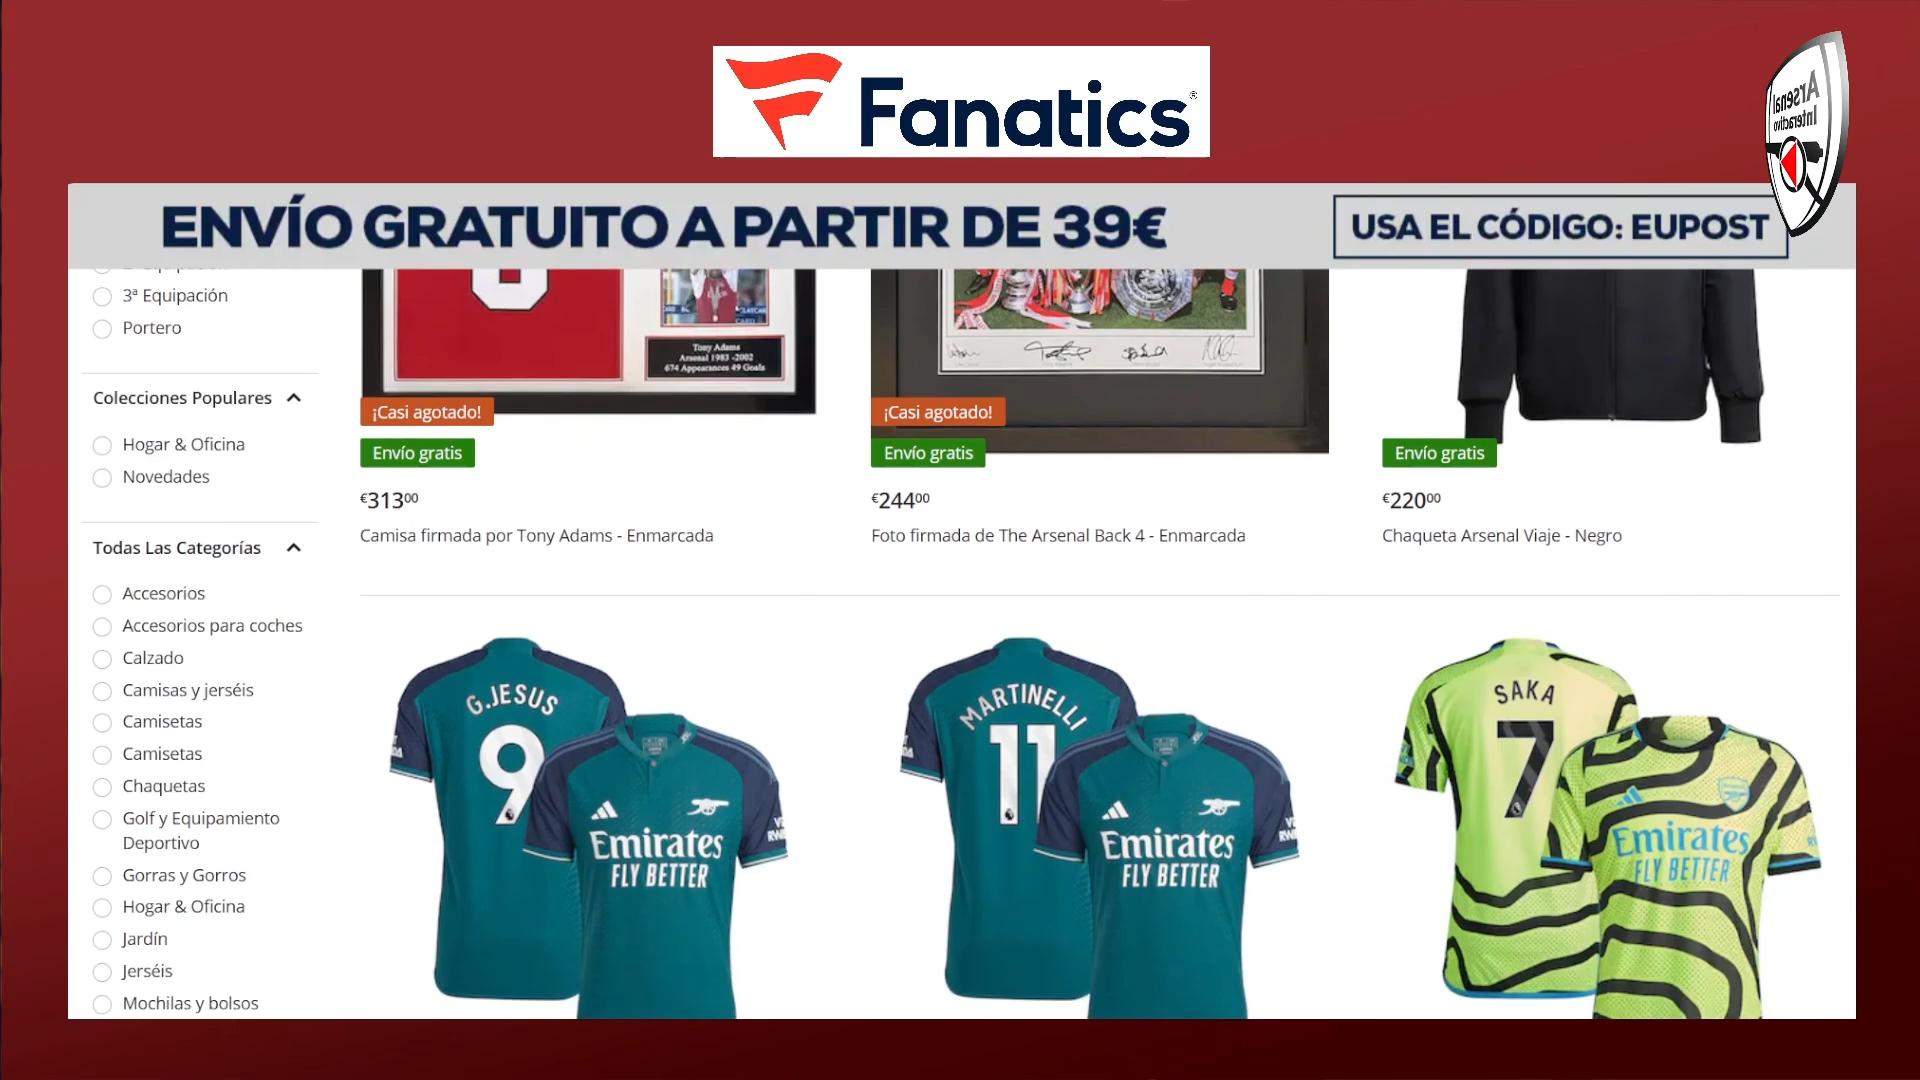 Fanatics®
Arsenal
Interactivo
ENVÍO GRATUITO A PARTIR DE 39€
USA EL CÓDIGO: EUPOST
3ª Equipación
Portero
Colecciones Populares
Hogar & Oficina
Novedades
Todas Las Categorías
Accesorios
Accesorios para coches
Calzado
Camisas y jerséis
Camisetas
Camisetas
Chaquetas
Golf y Equipamiento
Deportivo
Gorras y Gorros
Hogar & Oficina
Jardín
Jerséis
Mochilas y bolsos
Tony Adams
Arsenal 1983 -2002
674 Appearances 49 Goals
¡Casi agotado!
Envío gratis
€31300
Camisa firmada por Tony Adams - Enmarcada
¡Casi agotado!
Envío gratis
€24400
Foto firmada de The Arsenal Back 4 - Enmarcada
Envío gratis
€22000
Chaqueta Arsenal Viaje - Negro
G.JESUS
9
Emirates
FLY BETTER
MARTINELLI
11
Emirates
FLY BETTER
SAKA
7
Emirates
FLY BETTER